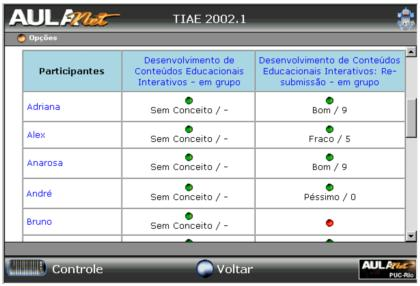 AULANet TIAE 2002.1
Opções
Participantes
Desenvolvimento de
Conteúdos Educacionais
Interativos - em grupo
Desenvolvimento de Conteúdos
Educacionais Interativos: Re-
submissão - em grupo
Adriana Sem Conceito / - Bom / 9
Alex Sem Conceito / - Fraco / 5
Anarosa Sem Conceito / - Bom / 9
André Sem Conceito / - Péssimo / 0
Bruno Sem Conceito / -
Controle Voltar AULANet
PUC-Rio